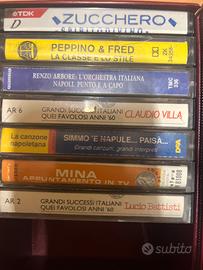 TDK
D
ZUCCHERO
SPIRITODIVINO
PEPPINO & FRED
LA CLASSE E LO STILE
RENZO ARBORE: L'ORCHESTRA ITALIANA
NAPOLI. PUNTO E A CAPO
AR 6
GRANDI SUCCESSI ITALIANI
QUEI FAVOLOSI ANNI '60
CLAUDIO VILLA
La canzone
napoletana
SIMMO 'E NAPULE... PAISÀ...
Grandi canzoni, grandi interpreti
MINA
APPUNTAMENTO IN TV
AR 2
GRANDI SUCCESSI ITALIANI
QUEI FAVOLOSI ANNI '60
Lucio Battisti
subito